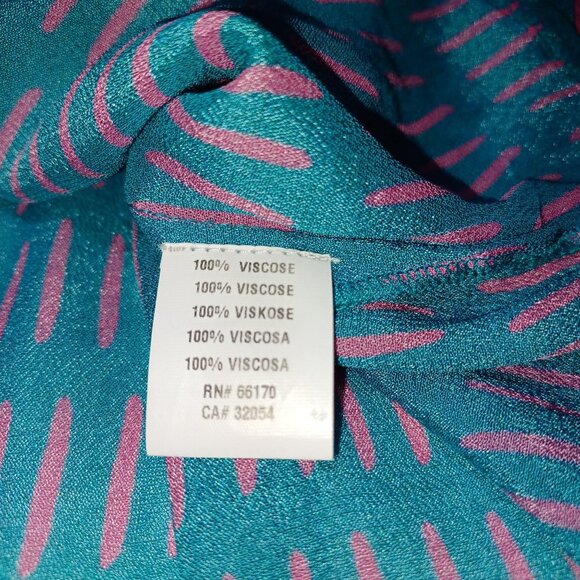 100% VISCOSE
100% VISCOSE
100% VISKOSE
100% VISCOSA
100% VISCOSA
RN# 66170
CA# 32054